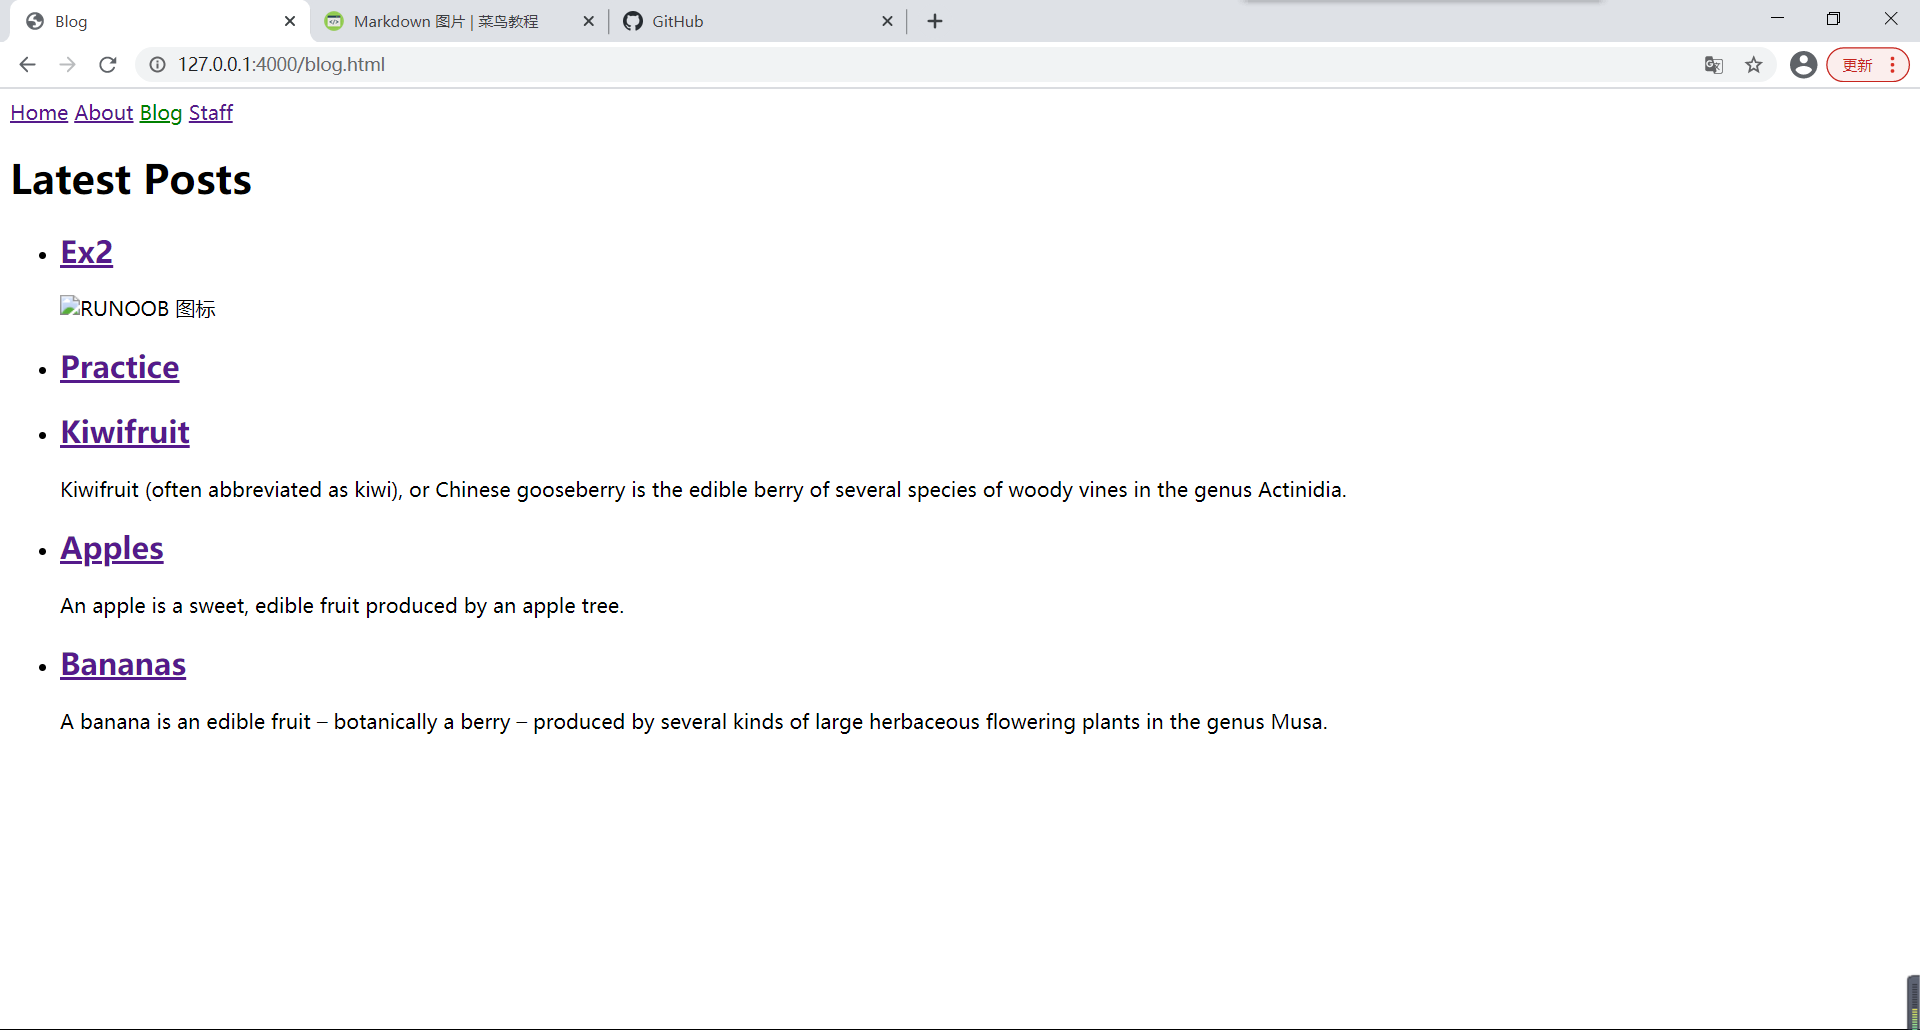 Blog
Markdown 图片 | 菜鸟教程
GitHub
127.0.0.1:4000/blog.html
更新
Home About Blog Staff
Latest Posts
Ex2
RUNOOB 图标
Practice
Kiwifruit
Kiwifruit (often abbreviated as kiwi), or Chinese gooseberry is the edible berry of several species of woody vines in the genus Actinidia.
Apples
An apple is a sweet, edible fruit produced by an apple tree.
Bananas
A banana is an edible fruit – botanically a berry – produced by several kinds of large herbaceous flowering plants in the genus Musa.